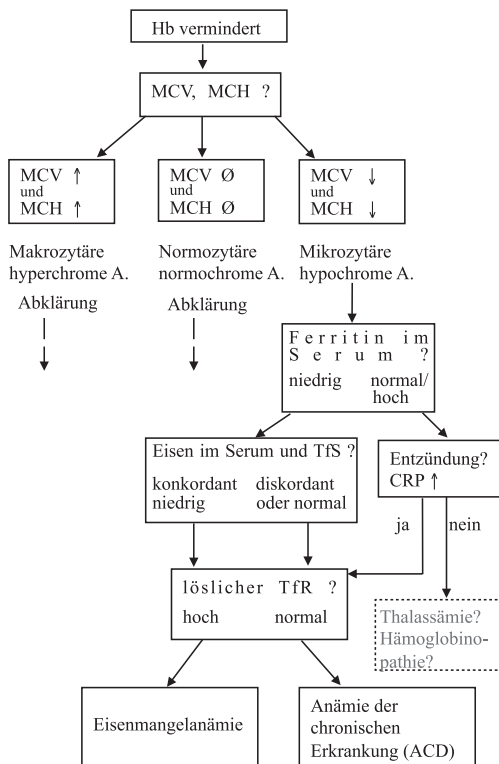 Hb vermindert
MCV, MCH ?
MCV ↑
und
MCH ↑
MCV Ø
und
MCH Ø
MCV ↓
und
MCH ↓
Makrozytäre
hyperchrome A.
Normozytäre
normochrome A.
Mikrozytäre
hypochrome A.
Abklärung
Abklärung
Ferritin im
Serum ?
niedrig normal/
hoch
Eisen im Serum und TfS ?
konkordant diskordant
niedrig oder normal
Entzündung?
CRP ↑
ja nein
löslicher TfR ?
hoch normal
Thalassämie?
Hämoglobino-
pathie?
Eisenmangelanämie
Anämie der
chronischen
Erkrankung (ACD)